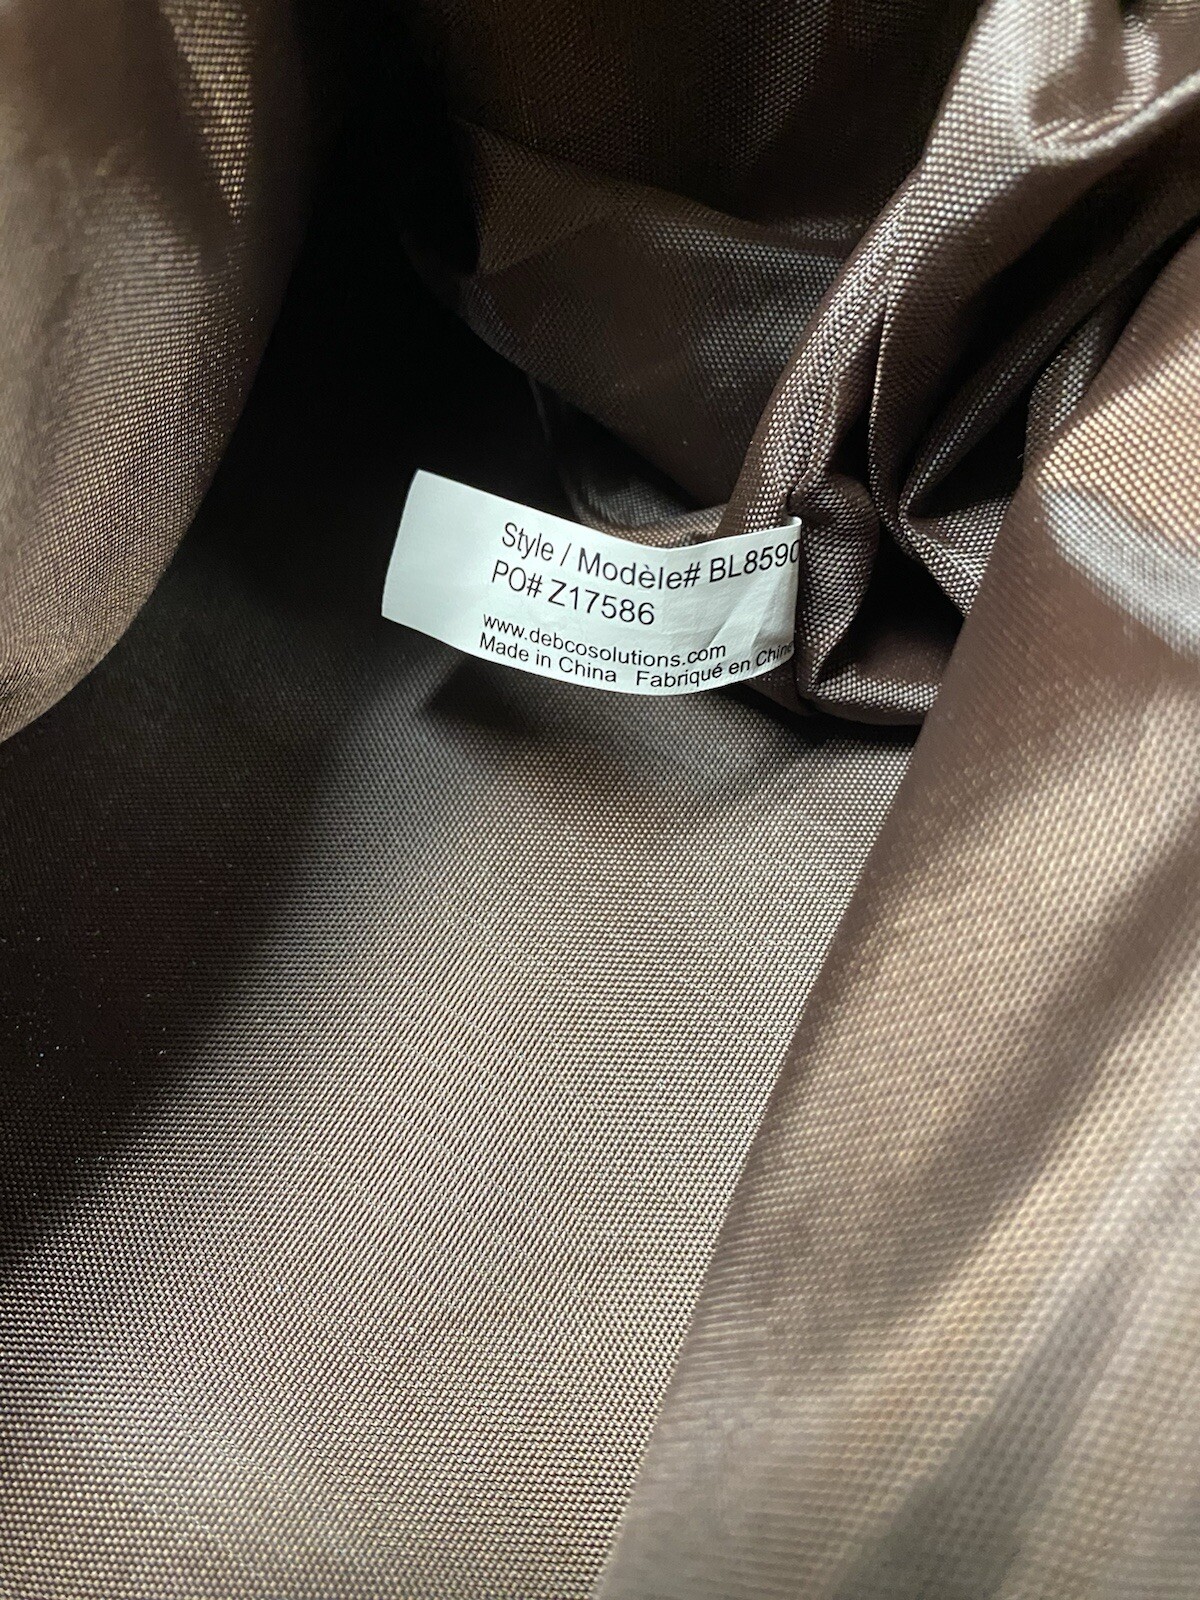 Style / Modèle# BL8590
PO# Z17586
www.debcosolutions.com
Made in China Fabriqué en Chine